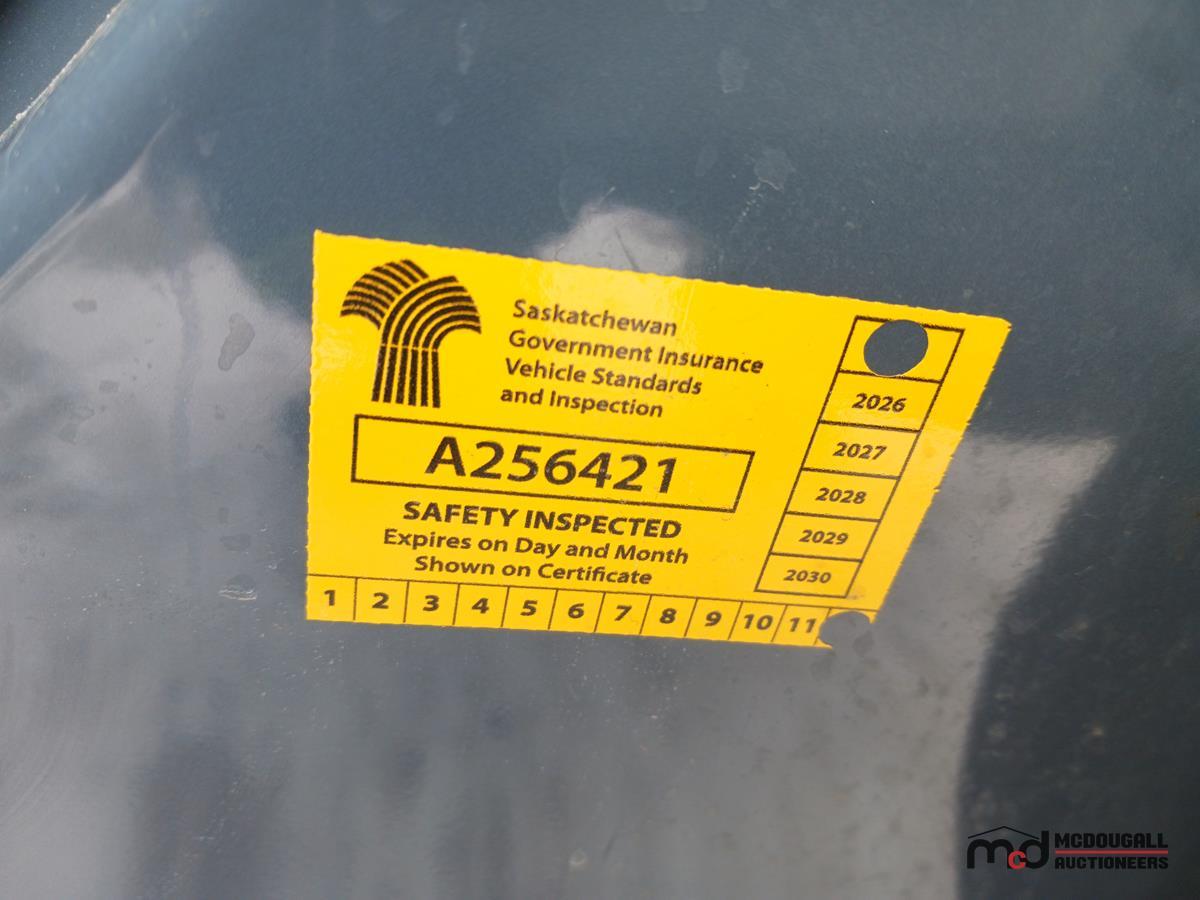 Saskatchewan
Government Insurance
Vehicle Standards
and Inspection
A256421
SAFETY INSPECTED
Expires on Day and Month
Shown on Certificate
2026
2027
2028
2029
2030
1 2 3 4 5 6 7 8 9 10 11
mcd MCDOUGALL
AUCTIONEERS